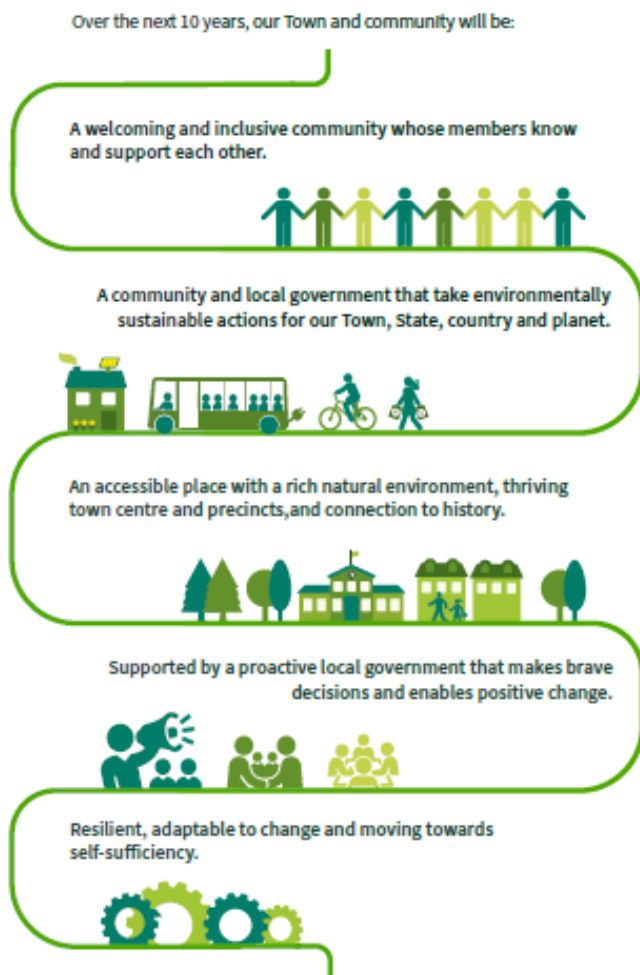 Over the next 10 years, our Town and community will be:
A welcoming and inclusive community whose members know
and support each other.
A community and local government that take environmentally
sustainable actions for our Town, State, country and planet.
An accessible place with a rich natural environment, thriving
town centre and precincts,and connection to history.
Supported by a proactive local government that makes brave
decisions and enables positive change.
Resilient, adaptable to change and moving towards
self-sufficiency.